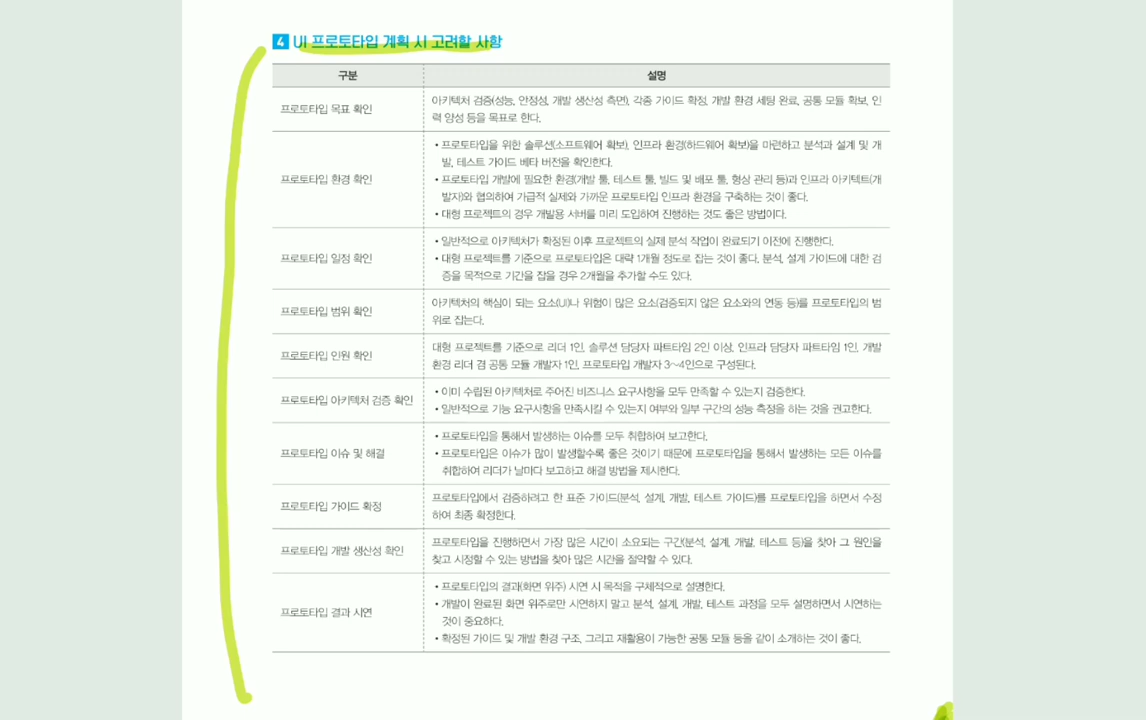 4 UI 프로토타입 계획 시 고려할 사항
구분 설명
프로토타입 목표 확인
아키텍처 검증(성능, 안정성, 개발 생산성 측면), 각종 가이드 확정, 개발 환경 세팅 완료, 공통 모듈 확보, 인
력 양성 등을 목표로 한다.
프로토타입 환경 확인
• 프로토타입을 위한 솔루션(소프트웨어 확보), 인프라 환경(하드웨어 확보)을 마련하고 분석과 설계 및 개
발, 테스트 가이드 베타 버전을 확인한다.
• 프로토타입 개발에 필요한 환경(개발 툴, 테스트 툴, 빌드 및 배포 툴, 형상 관리 등)과 인프라 아키텍트(개
발자)와 협의하여 가급적 실제와 가까운 프로토타입 인프라 환경을 구축하는 것이 좋다.
• 대형 프로젝트의 경우 개발용 서버를 미리 도입하여 진행하는 것도 좋은 방법이다.
프로토타입 일정 확인
• 일반적으로 아키텍처가 확정된 이후 프로젝트의 실제 분석 작업이 완료되기 이전에 진행한다.
• 대형 프로젝트를 기준으로 프로토타입은 대략 1개월 정도로 잡는 것이 좋다. 분석, 설계 가이드에 대한 검
증을 목적으로 기간을 잡을 경우 2개월을 추가할 수도 있다.
프로토타입 범위 확인
아키텍처의 핵심이 되는 요소(UI)나 위험이 많은 요소(검증되지 않은 요소와의 연동 등)를 프로토타입의 범
위로 잡는다.
프로토타입 인원 확인
대형 프로젝트를 기준으로 리더 1인, 솔루션 담당자 파트타임 2인 이상, 인프라 담당자 파트타임 1인, 개발
환경 리더 겸 공통 모듈 개발자 1인, 프로토타입 개발자 3~4인으로 구성된다.
프로토타입 아키텍처 검증 확인
• 이미 수립된 아키텍처로 주어진 비즈니스 요구사항을 모두 만족할 수 있는지 검증한다.
• 일반적으로 기능 요구사항을 만족시킬 수 있는지 여부와 일부 구간의 성능 측정을 하는 것을 권고한다.
프로토타입 이슈 및 해결
• 프로토타입을 통해서 발생하는 이슈를 모두 취합하여 보고한다.
• 프로토타입은 이슈가 많이 발생할수록 좋은 것이기 때문에 프로토타입을 통해서 발생하는 모든 이슈를
취합하여 리더가 날마다 보고하고 해결 방법을 제시한다.
프로토타입 가이드 확정
프로토타입에서 검증하려고 한 표준 가이드(분석, 설계, 개발, 테스트 가이드)를 프로토타입을 하면서 수정
하여 최종 확정한다.
프로토타입 개발 생산성 확인
프로토타입을 진행하면서 가장 많은 시간이 소요되는 구간(분석, 설계, 개발, 테스트 등)을 찾아 그 원인을
찾고 시정할 수 있는 방법을 찾아 많은 시간을 절약할 수 있다.
프로토타입 결과 시연
• 프로토타입의 결과(화면 위주) 시연 시 목적을 구체적으로 설명한다.
• 개발이 완료된 화면 위주로만 시연하지 말고 분석, 설계, 개발, 테스트 과정을 모두 설명하면서 시연하는
것이 중요하다.
• 확정된 가이드 및 개발 환경 구조, 그리고 재활용이 가능한 공통 모듈 등을 같이 소개하는 것이 좋다.